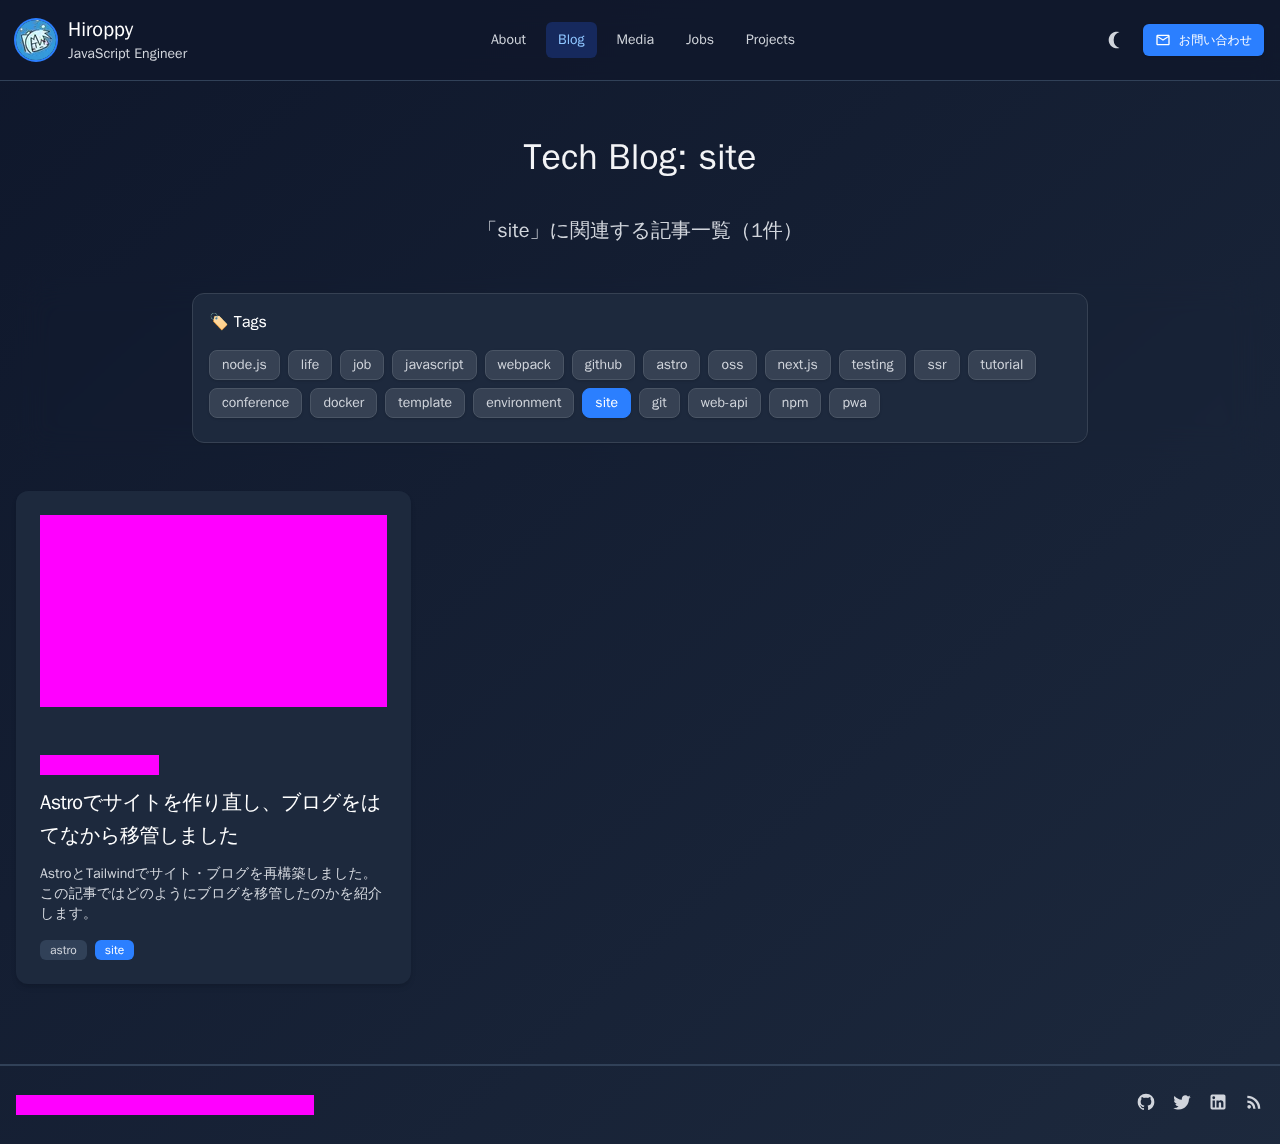 Hiroppy
JavaScript Engineer
About
Blog
Media
Jobs
Projects
お問い合わせ
Tech Blog: site
「site」に関連する記事一覧（1件）
🏷️ Tags
node.js life job javascript webpack github astro oss next.js testing ssr tutorial
conference docker template environment site git web-api npm pwa
Astroでサイトを作り直し、ブログをは
てなから移管しました
AstroとTailwindでサイト・ブログを再構築しました。
この記事ではどのようにブログを移管したのかを紹介
します。
astro site